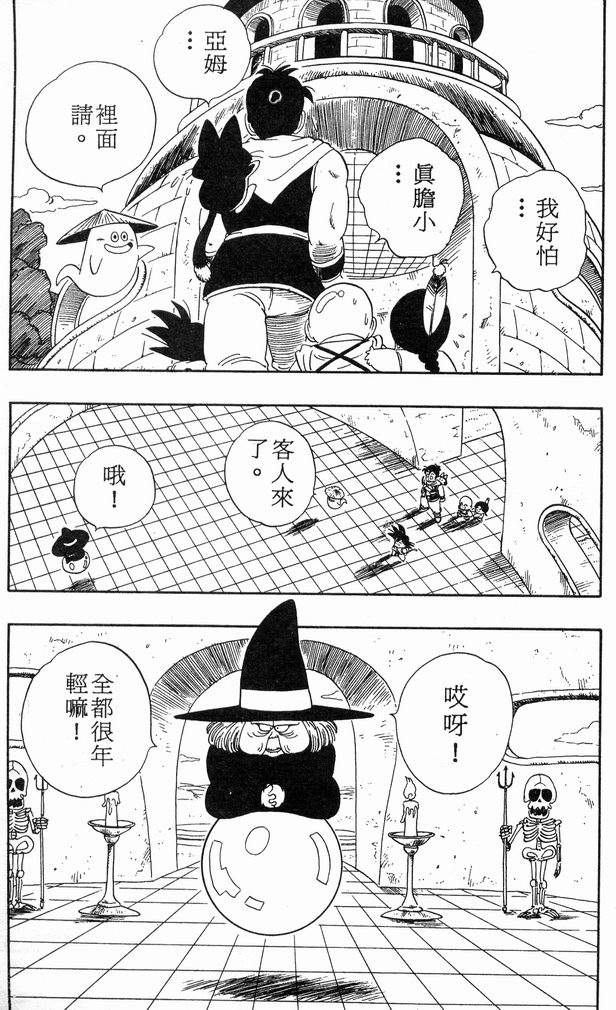 我好怕
⋯
真膽小
⋯
亞姆
⋯
裡面
請。
客人來
了。
哦！
哎呀！
全都很年
輕嘛！